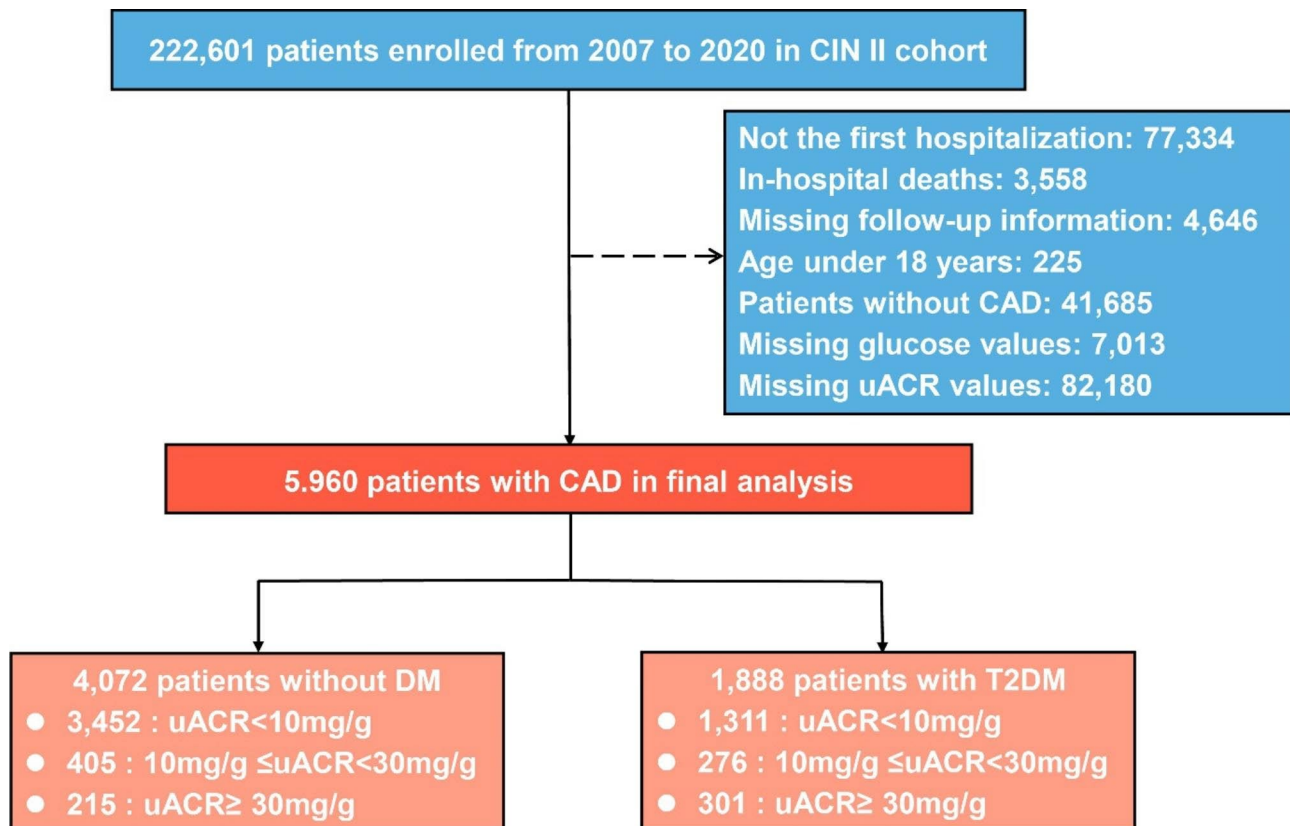 222,601 patients enrolled from 2007 to 2020 in CIN II cohort
Not the first hospitalization: 77,334
In-hospital deaths: 3,558
Missing follow-up information: 4,646
Age under 18 years: 225
Patients without CAD: 41,685
Missing glucose values: 7,013
Missing uACR values: 82,180
5.960 patients with CAD in final analysis
4,072 patients without DM
● 3,452 : uACR<10mg/g
● 405 : 10mg/g ≤uACR<30mg/g
● 215 : uACR≥ 30mg/g
1,888 patients with T2DM
● 1,311 : uACR<10mg/g
● 276 : 10mg/g ≤uACR<30mg/g
● 301 : uACR≥ 30mg/g